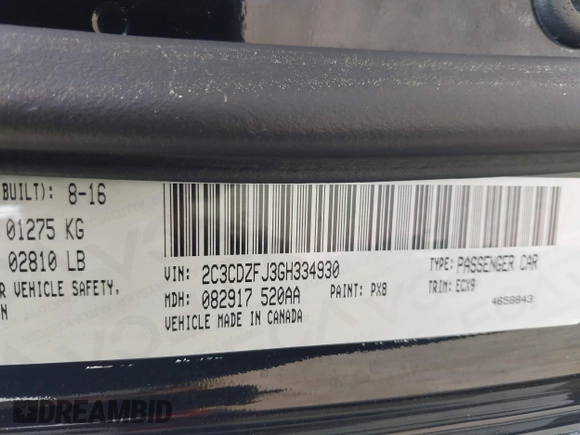 BUILT): 8-16
01275 KG
02810 LB
R VEHICLE SAFETY,
N
VIN: 2C3CDZFJ3GH334930
MDH: 082917 520AA
PAINT: PX8
VEHICLE MADE IN CANADA
TYPE: PASSENGER CAR
TRIM: ECX9
4658843
DREAMBID